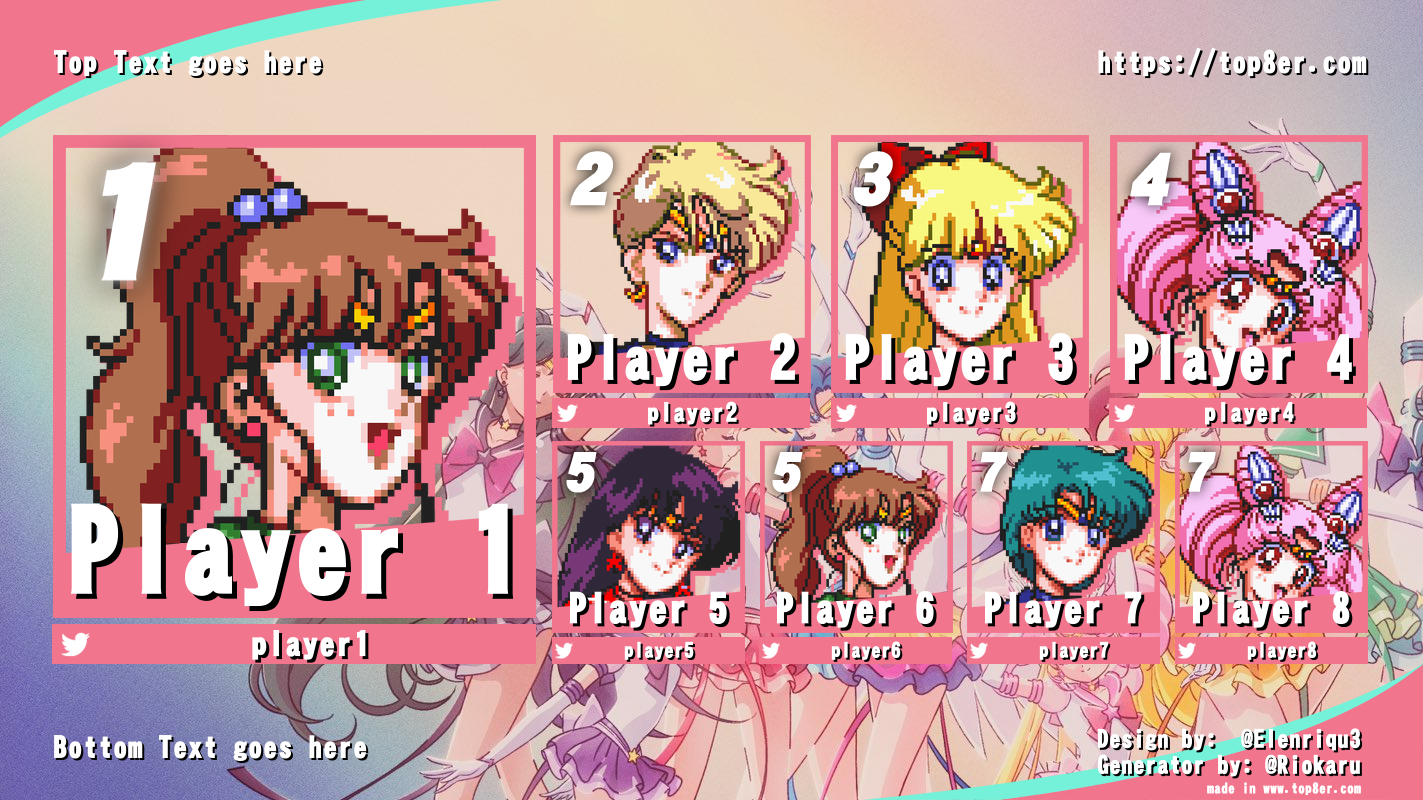 Top Text goes here
https://top8er.com
1
Player 1
player1
2
Player 2
player2
3
Player 3
player3
4
Player 4
player4
5
Player 5
player5
5
Player 6
player6
7
Player 7
player7
7
Player 8
player8
Bottom Text goes here
Design by: @Elenriqu3
Generator by: @Riokaru
made in www.top8er.com